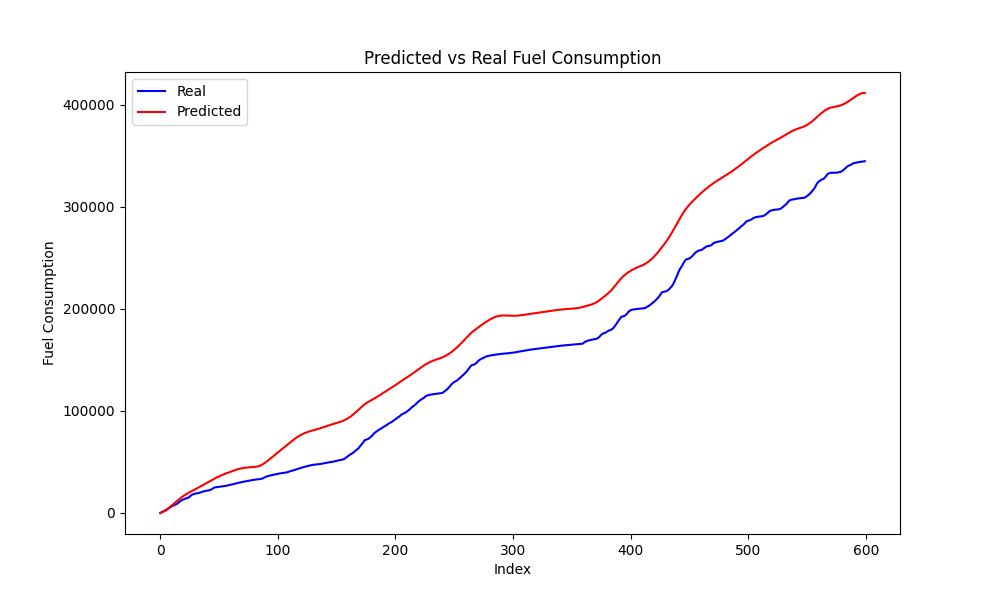 Predicted vs Real Fuel Consumption
Real
Predicted
Fuel Consumption
400000
300000
200000
100000
0
0 100 200 300 400 500 600
Index